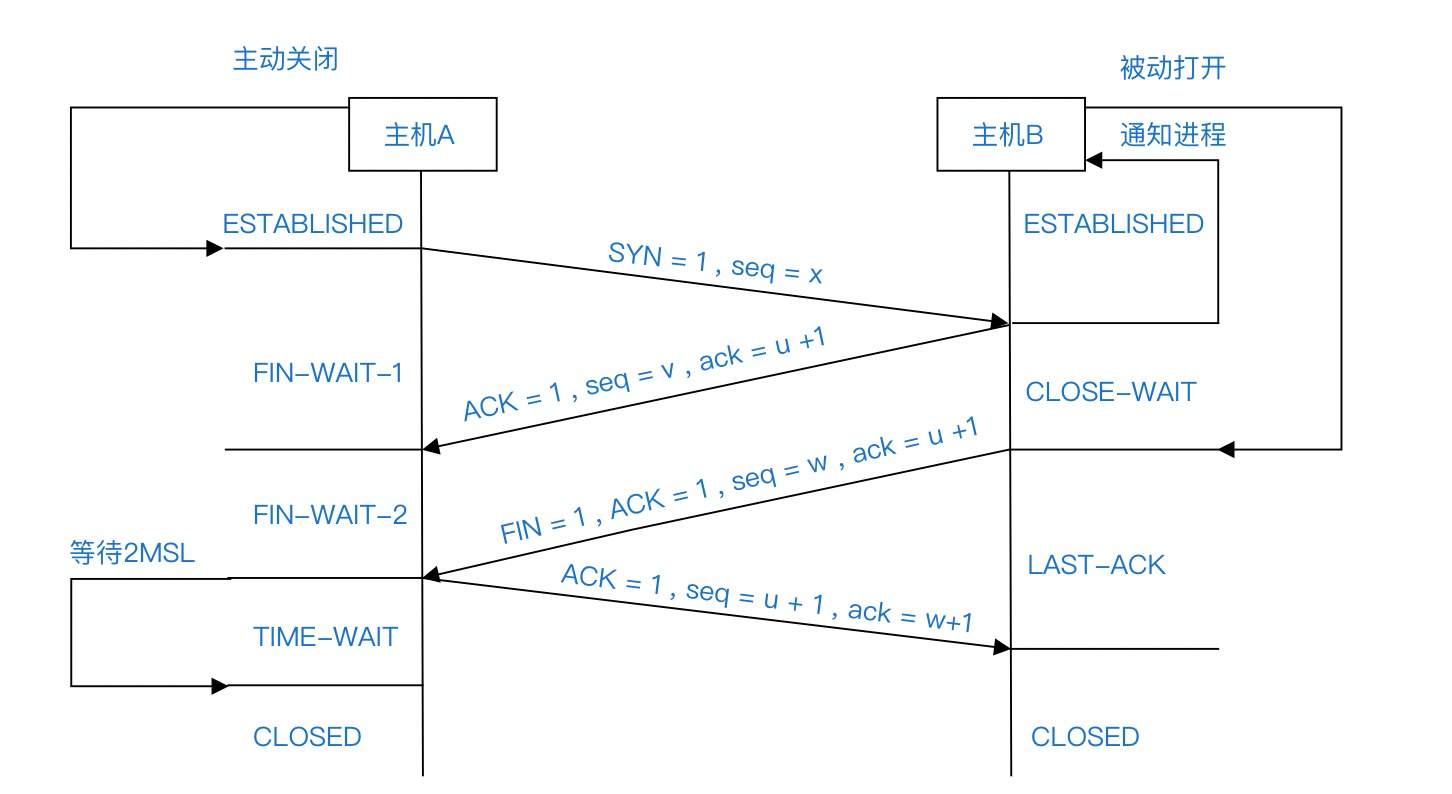 主动关闭
被动打开
主机A
主机B
通知进程
ESTABLISHED
ESTABLISHED
SYN = 1 , seq = x
ACK = 1 , seq = v , ack = u +1
FIN-WAIT-1
CLOSE-WAIT
FIN = 1 , ACK = 1 , seq = w , ack = u +1
FIN-WAIT-2
等待2MSL
LAST-ACK
ACK = 1 , seq = u + 1 , ack = w+1
TIME-WAIT
CLOSED
CLOSED